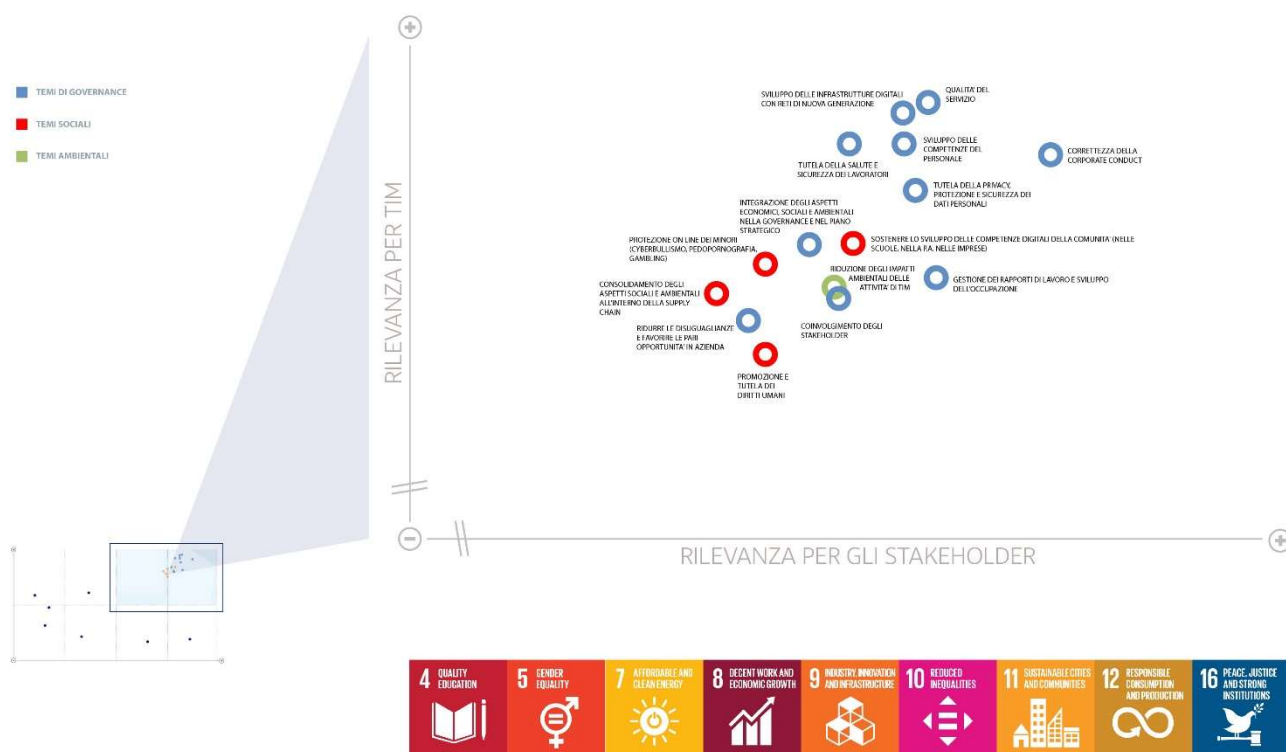 TEMI DI GOVERNANCE
TEMI SOCIALI
TEMI AMBIENTALI
RILEVANZA PER TIM
SVILUPPO DELLE INFRASTRUTTURE DIGITALI
CON RETI DI NUOVA GENERAZIONE
QUALITA' DEL
SERVIZIO
TUTELA DELLA SALUTE E
SICUREZZA DEI LAVORATORI
SVILUPPO DELLE
COMPETENZE DEL
PERSONALE
CORRETTEZZA DELLA
CORPORATE CONDUCT
TUTELA DELLA PRIVACY,
PROTEZIONE E SICUREZZA DEI
DATI PERSONALI
INTEGRAZIONE DEGLI ASPETTI
ECONOMICI, SOCIALI E AMBIENTALI
NELLA GOVERNANCE E NEL PIANO
STRATEGICO
PROTEZIONE ON LINE DEI MINORI
(CYBERBULLISMO, PEDOPORNOGRAFIA,
GAMBLING)
SOSTENERE LO SVILUPPO DELLE COMPETENZE DIGITALI DELLA COMUNITA' (NELLE
SCUOLE, NELLA P.A. NELLE IMPRESE)
CONSOLIDAMENTO DEGLI
ASPETTI SOCIALI E AMBIENTALI
ALL'INTERNO DELLA SUPPLY
CHAIN
RIDUZIONE DEGLI IMPATTI
AMBIENTALI DELLE
ATTIVITA' DI TIM
GESTIONE DEI RAPPORTI DI LAVORO E SVILUPPO
DELL'OCCUPAZIONE
RIDURRE LE DISUGUAGLIANZE
E FAVORIRE LE PARI
OPPORTUNITA' IN AZIENDA
COINVOLGIMENTO DEGLI
STAKEHOLDER
PROMOZIONE E
TUTELA DEI
DIRITTI UMANI
RILEVANZA PER GLI STAKEHOLDER
4 QUALITY
EDUCATION
5 GENDER
EQUALITY
7 AFFORDABLE AND
CLEAN ENERGY
8 DECENT WORK AND
ECONOMIC GROWTH
9 INDUSTRY, INNOVATION
AND INFRASTRUCTURE
10 REDUCED
INEQUALITIES
11 SUSTAINABLE CITIES
AND COMMUNITIES
12 RESPONSIBLE
CONSUMPTION
AND PRODUCTION
16 PEACE, JUSTICE
AND STRONG
INSTITUTIONS